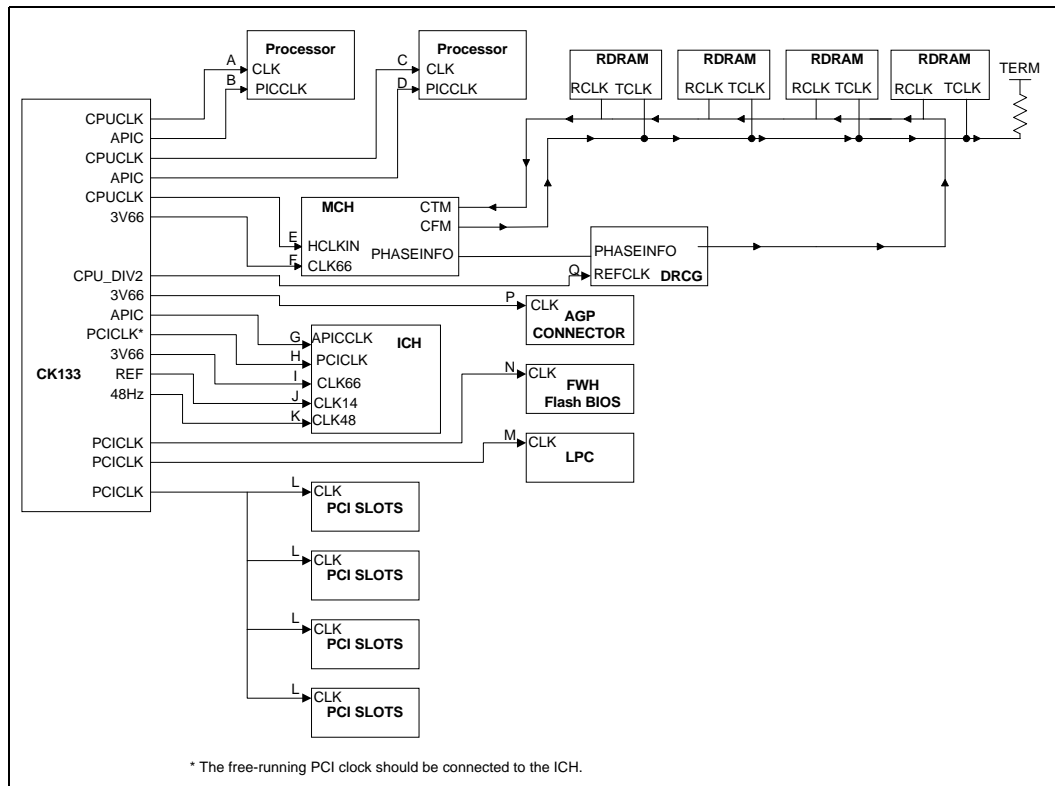 Processor
A
CLK
B
PICCLK
Processor
C
CLK
D
PICCLK
RDRAM
RCLK TCLK
RDRAM
RCLK TCLK
RDRAM
RCLK TCLK
RDRAM
RCLK TCLK
TERM
CK133
CPUCLK
APIC
CPUCLK
APIC
CPUCLK
3V66
CPU_DIV2
3V66
APIC
PCICLK*
3V66
REF
48Hz
PCICLK
PCICLK
PCICLK
MCH
CTM
CFM
PHASEINFO
E
HCLKIN
F
CLK66
PHASEINFO
Q
REFCLK
DRCG
P
CLK
AGP
CONNECTOR
ICH
G
APICCLK
H
PCICLK
I
CLK66
J
CLK14
K
CLK48
N
CLK
FWH
Flash BIOS
M
CLK
LPC
L
CLK
PCI SLOTS
L
CLK
PCI SLOTS
L
CLK
PCI SLOTS
L
CLK
PCI SLOTS
* The free-running PCI clock should be connected to the ICH.